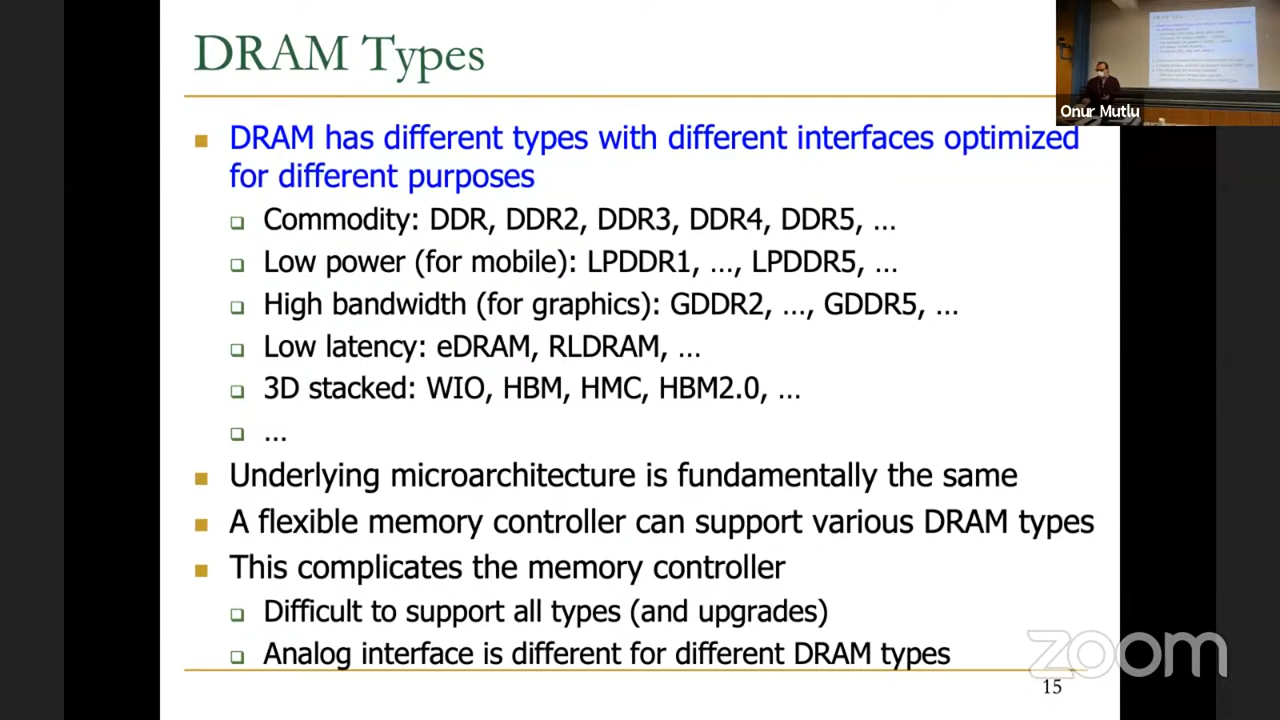 DRAM Types
DRAM has different types with different interfaces optimized
for different purposes
Commodity: DDR, DDR2, DDR3, DDR4, DDR5, ...
Low power (for mobile): LPDDR1, ..., LPDDR5, ...
High bandwidth (for graphics): GDDR2, ..., GDDR5, ...
Low latency: eDRAM, RLDRAM, ...
3D stacked: WIO, HBM, HMC, HBM2.0, ...
...
Underlying microarchitecture is fundamentally the same
A flexible memory controller can support various DRAM types
This complicates the memory controller
Difficult to support all types (and upgrades)
Analog interface is different for different DRAM types
15
Onur Mutlu
zoom